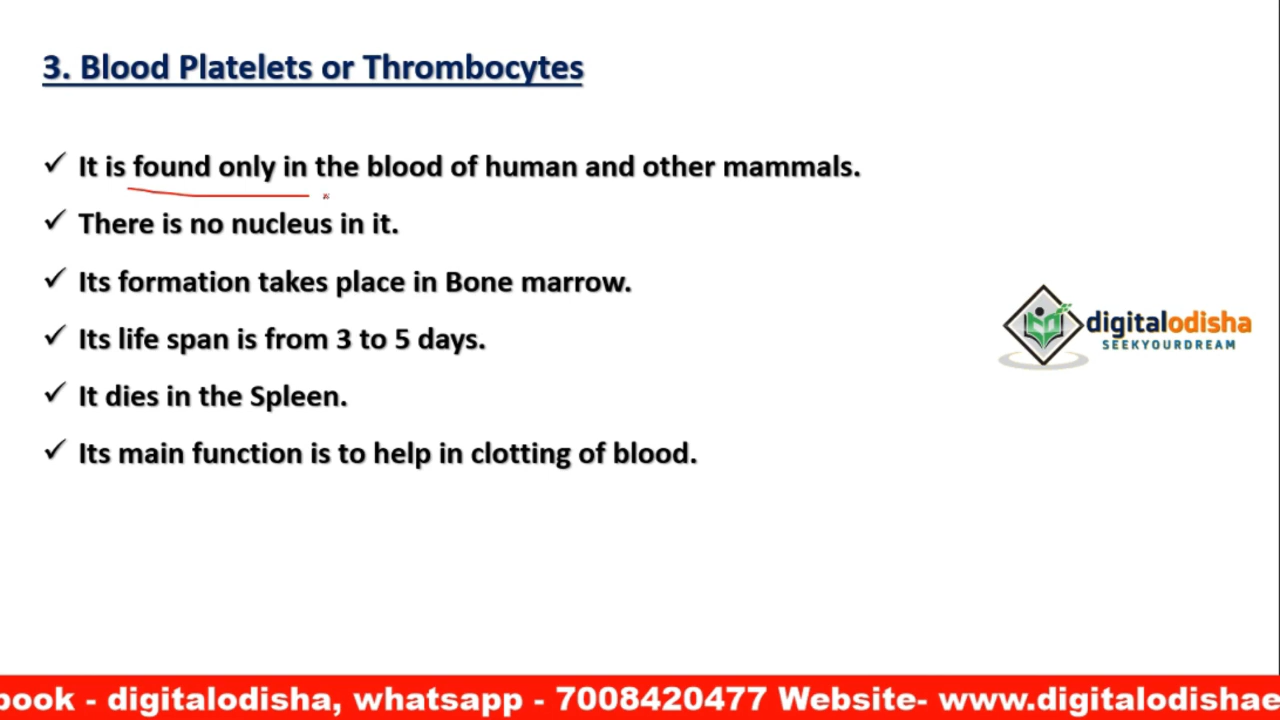 3. Blood Platelets or Thrombocytes
✓ It is found only in the blood of human and other mammals.
✓ There is no nucleus in it.
✓ Its formation takes place in Bone marrow.
✓ Its life span is from 3 to 5 days.
✓ It dies in the Spleen.
✓ Its main function is to help in clotting of blood.
digitalodisha
SEEKYOURDREAM
book - digitalodisha, whatsapp - 7008420477 Website- www.digitalodishae